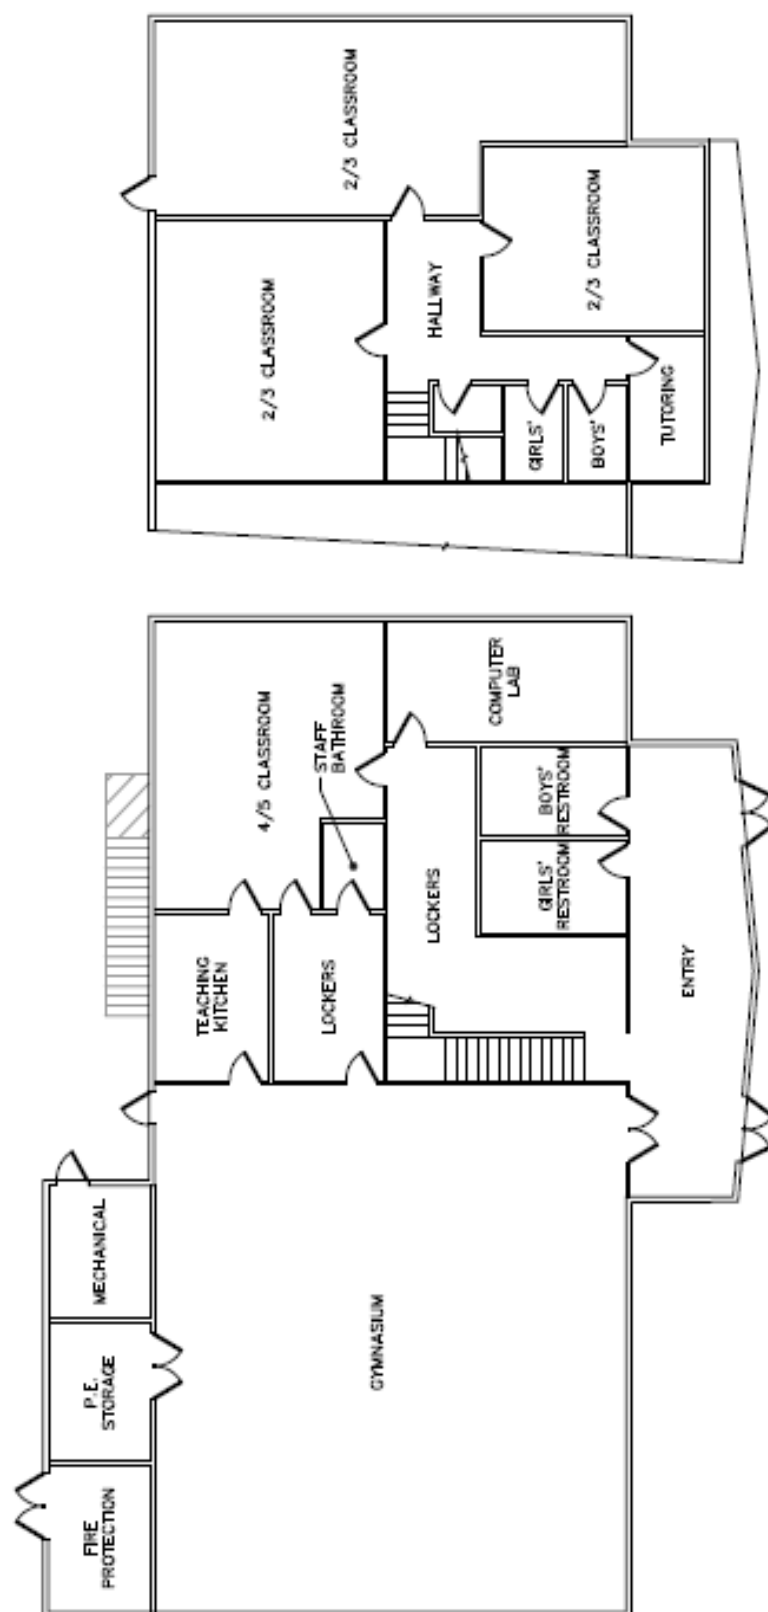 2/3 CLASSROOM
2/3 CLASSROOM
2/3 CLASSROOM
HALLWAY
GIRLS'
BOYS'
TUTORING
4/5 CLASSROOM
STAFF
BATHROOM
COMPUTER
LAB
BOYS'
RESTROOM
GIRLS'
RESTROOM
LOCKERS
TEACHING
KITCHEN
LOCKERS
ENTRY
MECHANICAL
P.E.
STORAGE
FIRE
PROTECTION
GYMNASIUM